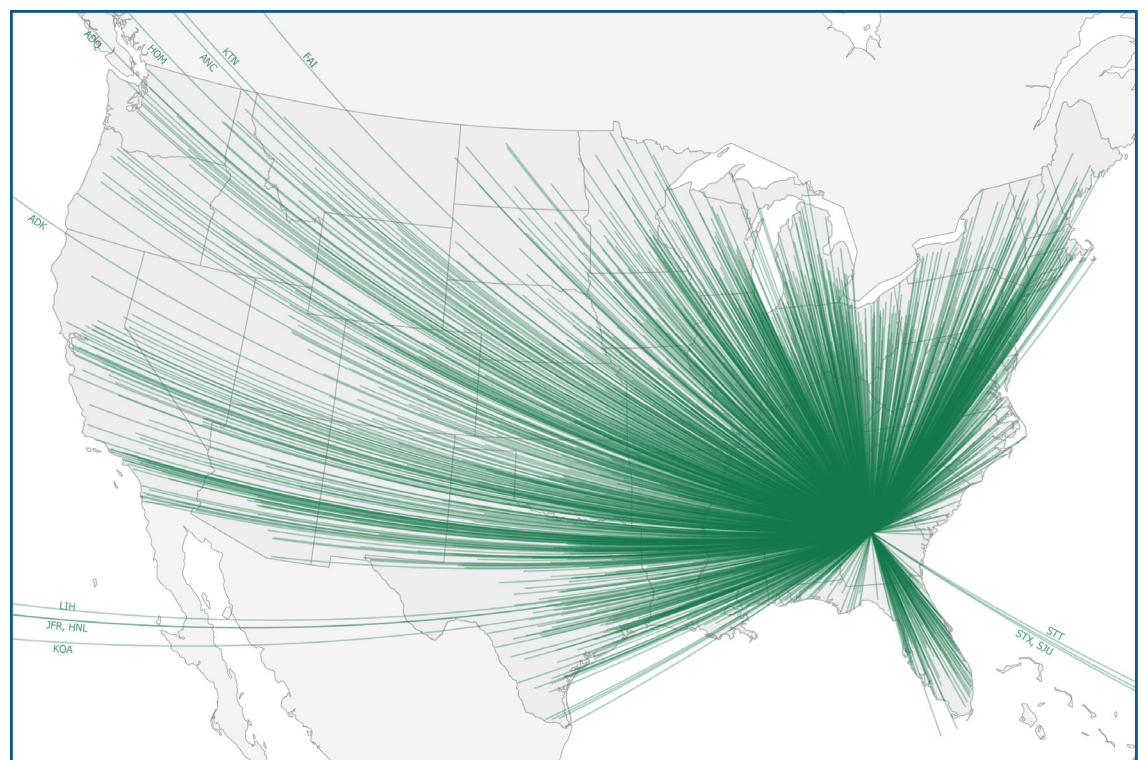 ADQ
HOM
ANC
KTN
FAI
ADK
LIH
JFR, HNL
KOA
STT
STX, SJU